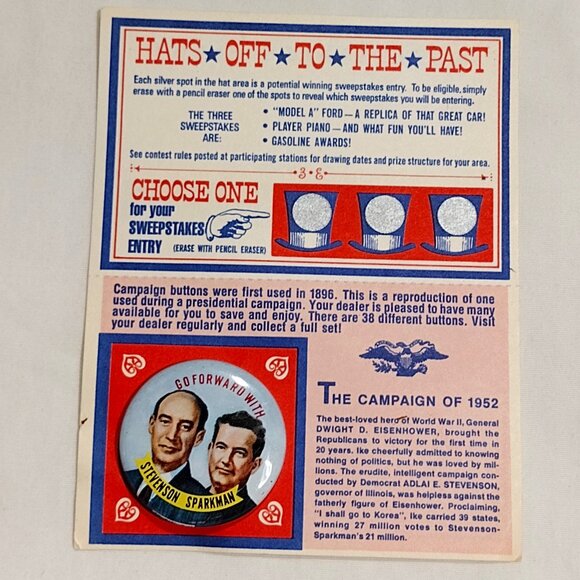 HATS★OFF★TO★THE★PAST
Each silver spot in the hat area is a potential winning sweepstakes entry. To be eligible, simply
erase with a pencil eraser one of the spots to reveal which sweepstakes you will be entering.
THE THREE
SWEEPSTAKES
ARE:
• "MODEL A" FORD—A REPLICA OF THAT GREAT CAR!
• PLAYER PIANO—AND WHAT FUN YOU'LL HAVE!
• GASOLINE AWARDS!
See contest rules posted at participating stations for drawing dates and prize structure for your area.
CHOOSE ONE
for your
SWEEPSTAKES
ENTRY
(ERASE WITH PENCIL ERASER)
Campaign buttons were first used in 1896. This is a reproduction of one
used during a presidential campaign. Your dealer is pleased to have many
available for you to save and enjoy. There are 38 different buttons. Visit
your dealer regularly and collect a full set!
GO FORWARD WITH
STEVENSON SPARKMAN
THE CAMPAIGN OF 1952
The best-loved hero of World War II, General
DWIGHT D. EISENHOWER, brought the
Republicans to victory for the first time in
20 years. Ike cheerfully admitted to knowing
nothing of politics, but he was loved by mil-
lions. The erudite, intelligent campaign con-
ducted by Democrat ADLAI E. STEVENSON,
governor of Illinois, was helpless against the
fatherly figure of Eisenhower. Proclaiming,
"I shall go to Korea", Ike carried 39 states,
winning 27 million votes to Stevenson-
Sparkman's 21 million.